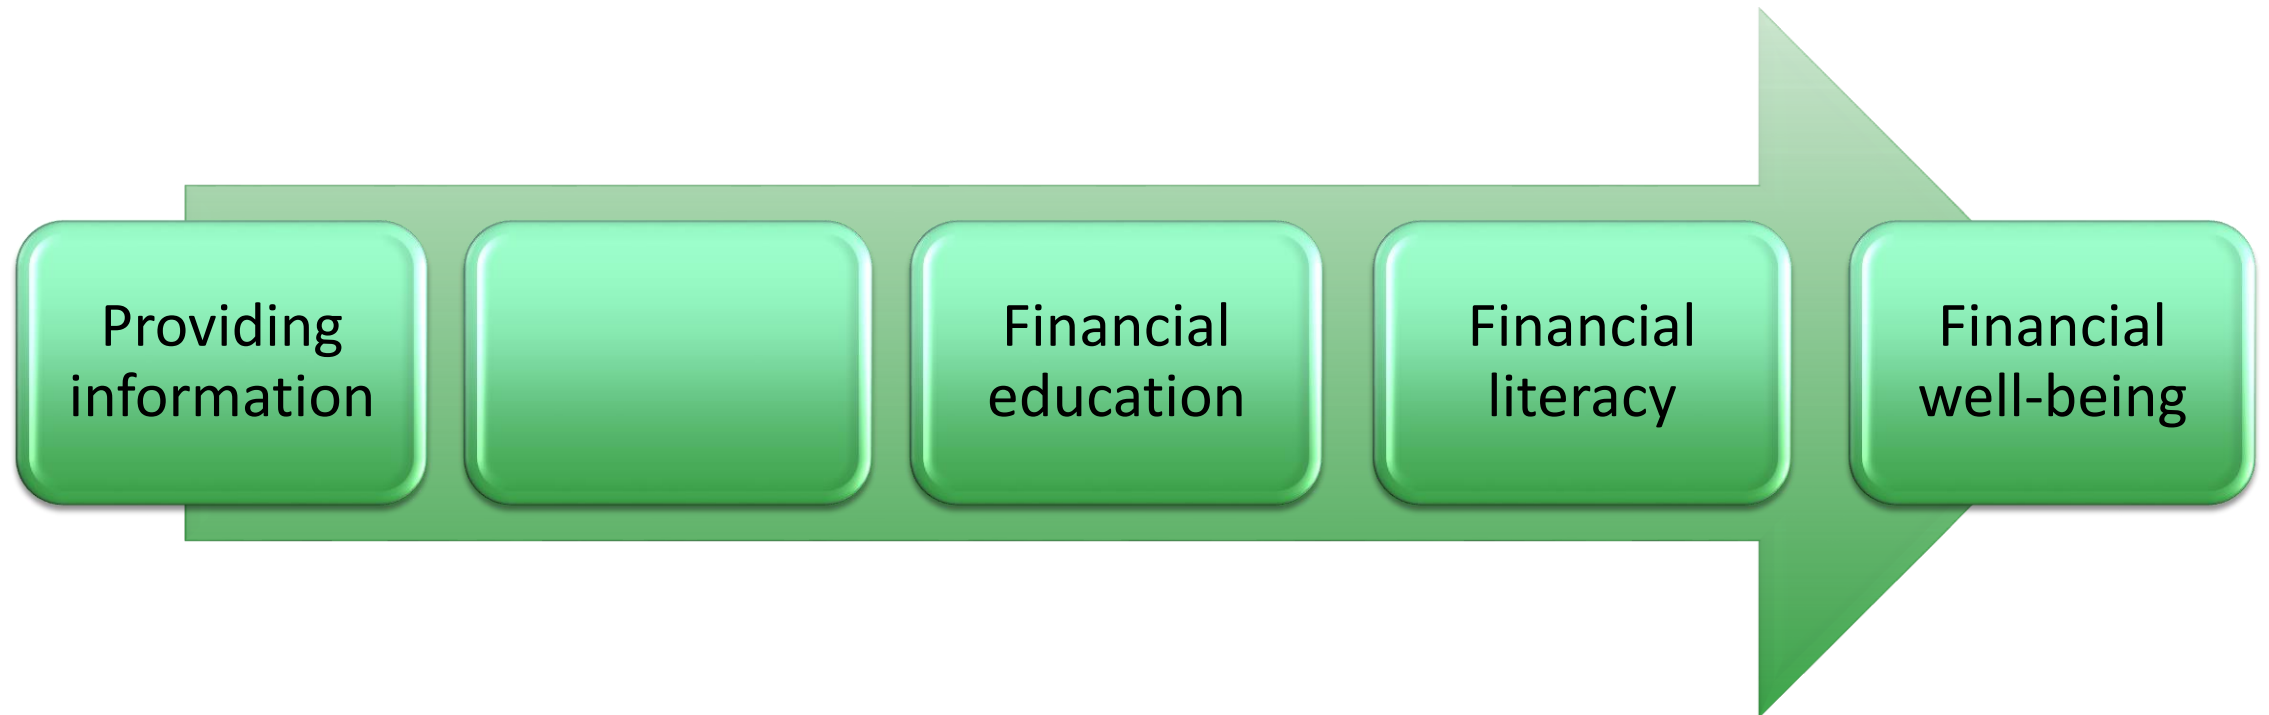 Providing
information
Financial
education
Financial
literacy
Financial
well-being